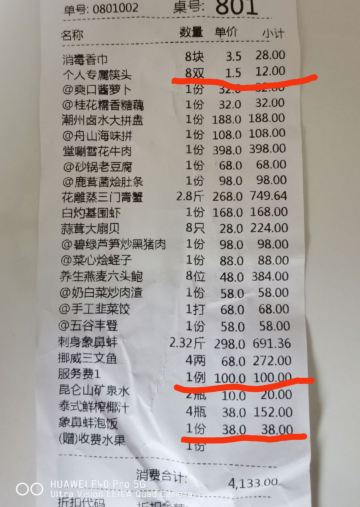 单号: 0801002 桌号: 801
名称 数量 单价 小计
消毒香巾 8块 3.5 28.00
个人专属筷头 8双 1.5 12.00
@爽口酱萝卜 1份 32.0 32.00
@桂花糯香糖藕 1份 32.0 32.00
潮州卤水大拼盘 1份 188.0 188.00
@舟山海味拼 1份 108.0 108.00
堂唰雪花牛肉 1份 398.0 398.00
@砂锅老豆腐 1份 68.0 68.00
@鹿茸菌烩肚条 1份 98.0 98.00
花雕蒸三门青蟹 2.8斤 268.0 749.64
白灼基围虾 1份 168.0 168.00
蒜茸大扇贝 8只 28.0 224.00
@碧绿芦笋炒黑猪肉 1份 98.0 98.00
@菜心烩蛏子 1份 88.0 88.00
养生燕麦六头鲍 8位 48.0 384.00
@奶白菜炒肉渣 1份 58.0 58.00
@手工韭菜饺 1打 68.0 68.00
@五谷丰登 1份 58.0 58.00
刺身象鼻蚌 2.32斤 298.0 691.36
挪威三文鱼 4两 68.0 272.00
服务费1 1例 100.0 100.00
昆仑山矿泉水 2瓶 10.0 20.00
泰式鲜榨椰汁 4瓶 38.0 152.00
象鼻蚌泡饭 1份 38.0 38.00
(赠)收费水果 1份
消费合计: 4,133.00
折扣代码
HUAWEI P40 Pro 5G
Ultra Vision LEICA Quad Camera